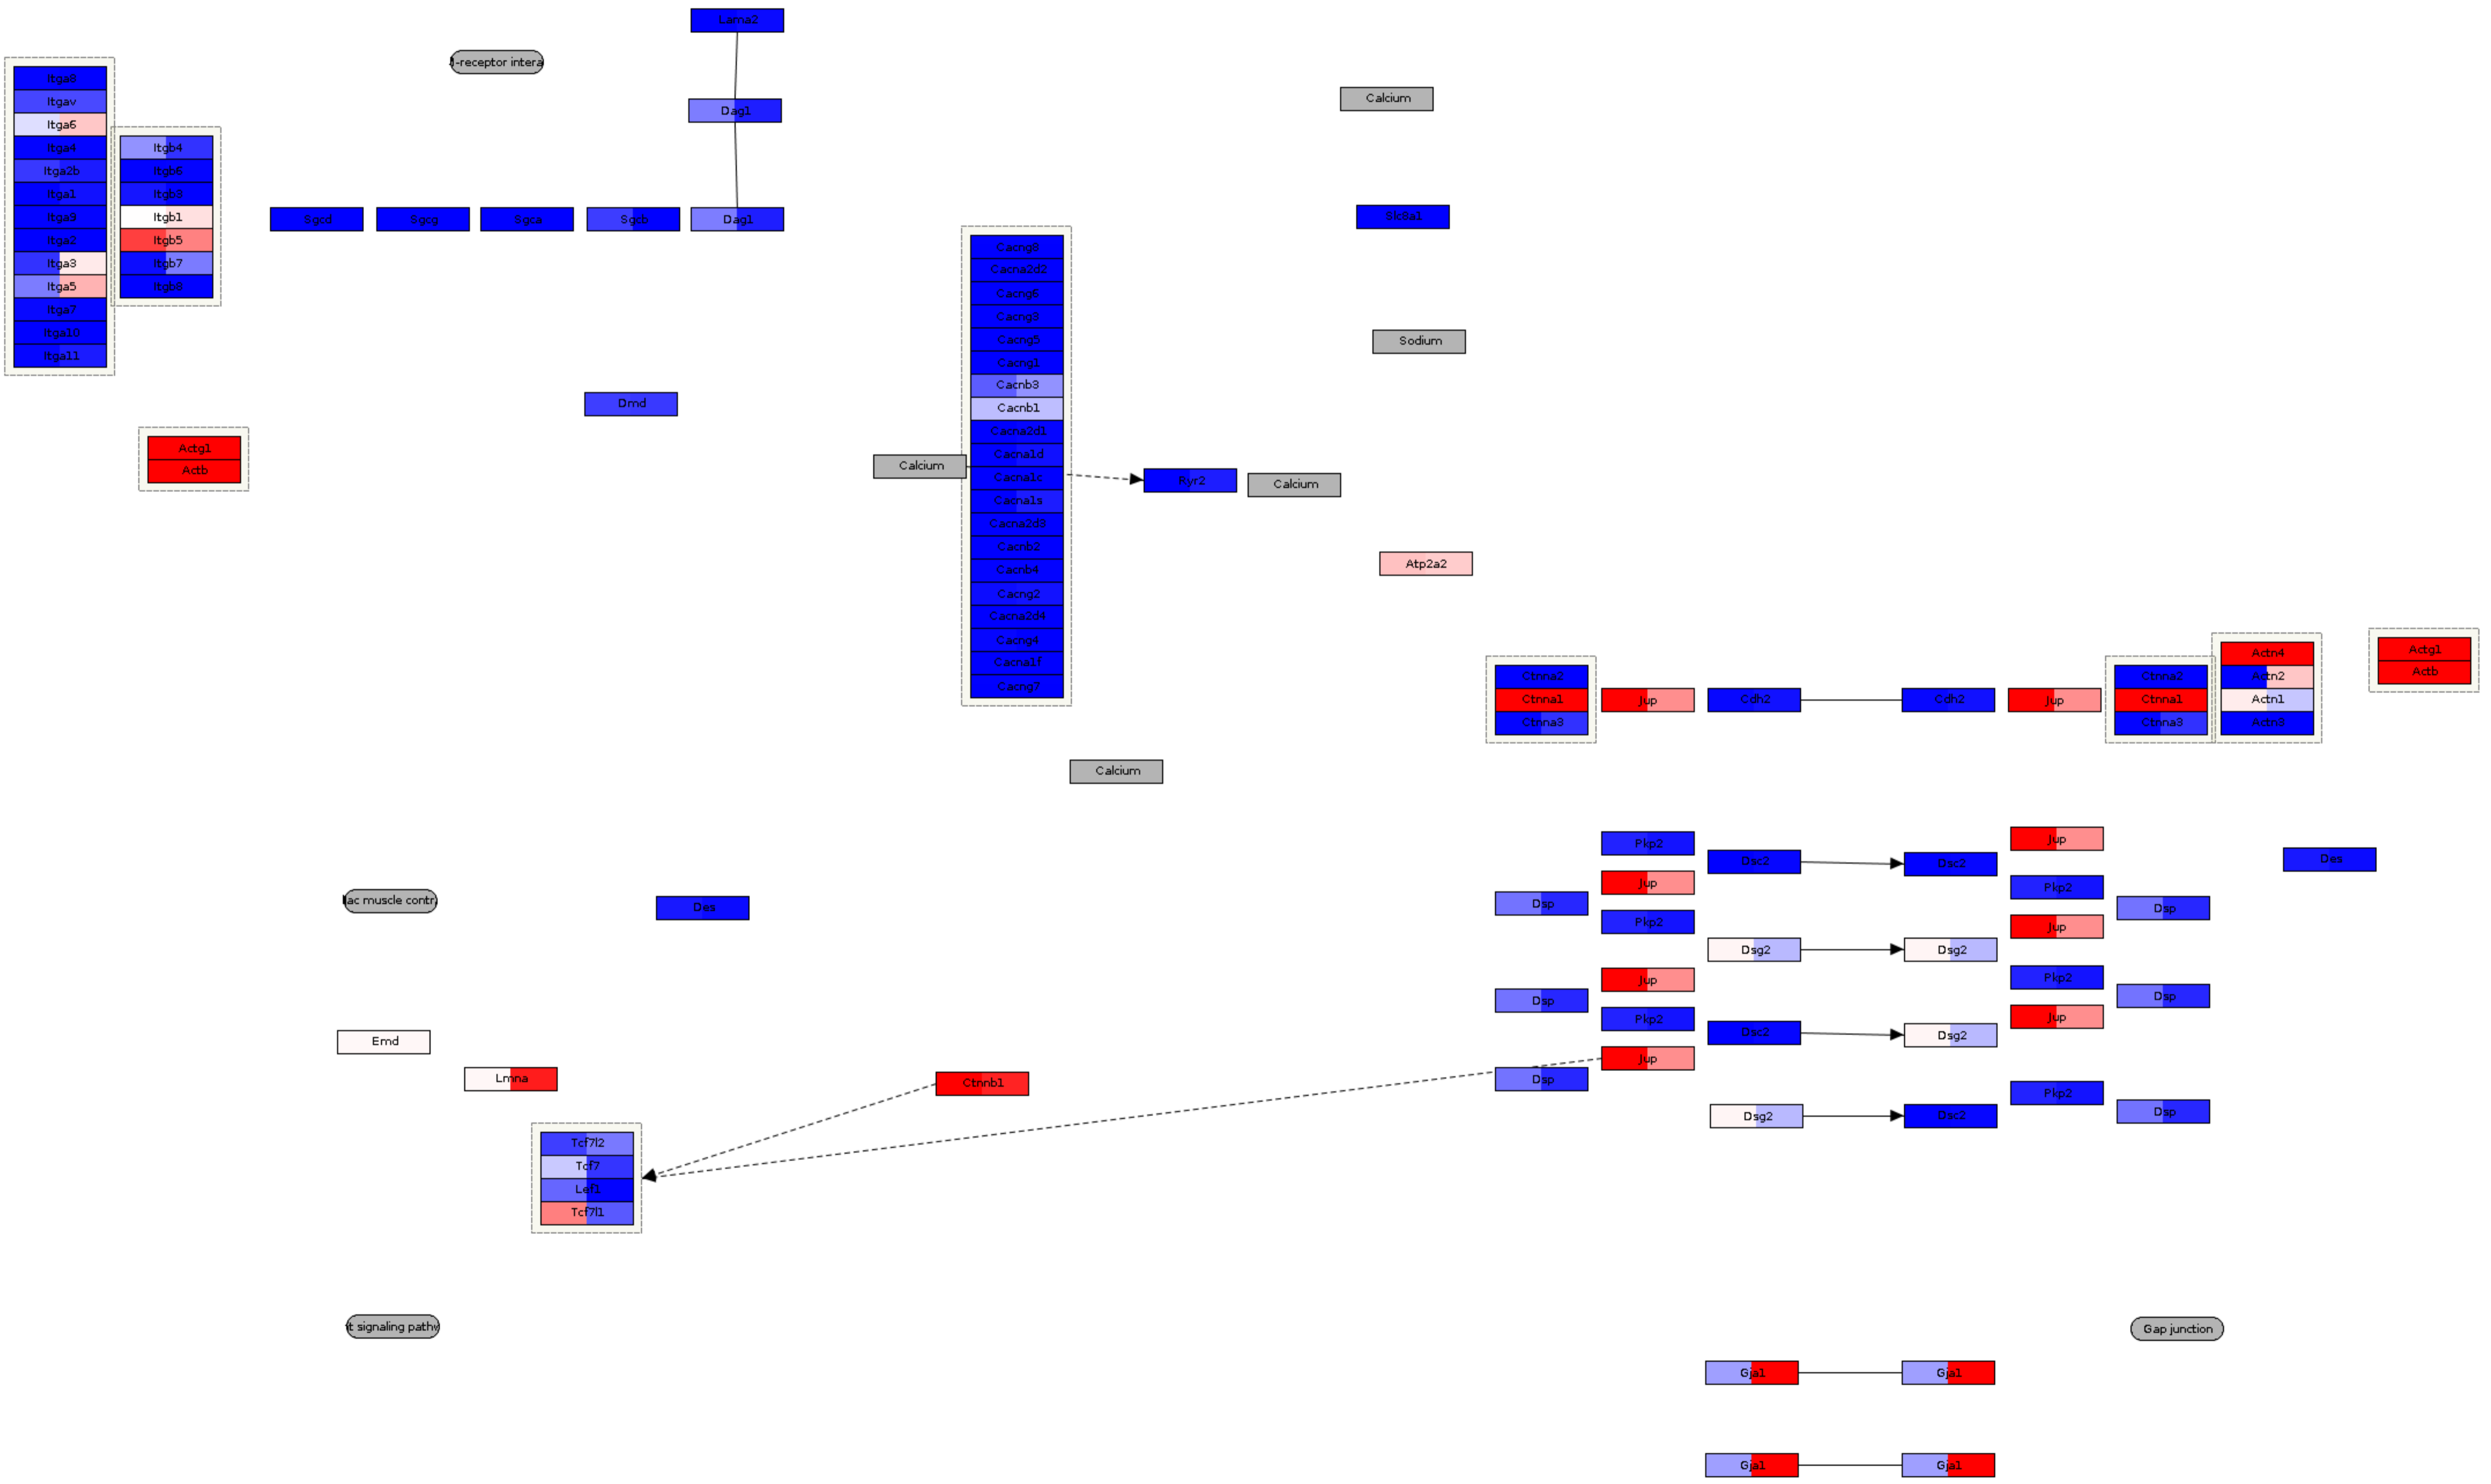 Lama2
J-receptor intera
Itga8
Itgav
Itga6
Itga4
Itga2b
Itga1
Itga9
Itga2
Itga3
Itga5
Itga7
Itga10
Itga11
Itgb4
Itgb6
Itgb3
Itgb1
Itgb5
Itgb7
Itgb8
Dag1
Sgcd
Sgcg
Sgca
Sgcb
Dag1
Calcium
Slc8a1
Sodium
Dmd
Actg1
Actb
Cacng8
Cacna2d2
Cacng6
Cacng3
Cacng5
Cacng1
Cacnb3
Cacnb1
Cacna2d1
Cacna1d
Cacna1c
Cacna1s
Cacna2d3
Cacnb2
Cacnb4
Cacng2
Cacna2d4
Cacng4
Cacna1f
Cacng7
Calcium
Ryr2
Calcium
Atp2a2
Calcium
Ctnna2
Ctnna1
Ctnna3
Jup
Cdh2
Cdh2
Jup
Ctnna2
Ctnna1
Ctnna3
Actn4
Actn2
Actn1
Actn3
Actg1
Actb
Pkp2
Dsc2
Dsc2
Jup
Des
Jup
Dsp
Pkp2
Pkp2
Dsp
Dsg2
Dsg2
Jup
Jup
Dsp
Pkp2
Pkp2
Dsp
Dsc2
Dsg2
Jup
Jup
Dsp
Dsg2
Dsc2
Pkp2
Dsp
iac muscle contra
Des
Emd
Lmna
Ctnnb1
Tcf7l2
Tcf7
Lef1
Tcf7l1
t signaling pathw
Gap junction
Gja1
Gja1
Gja1
Gja1